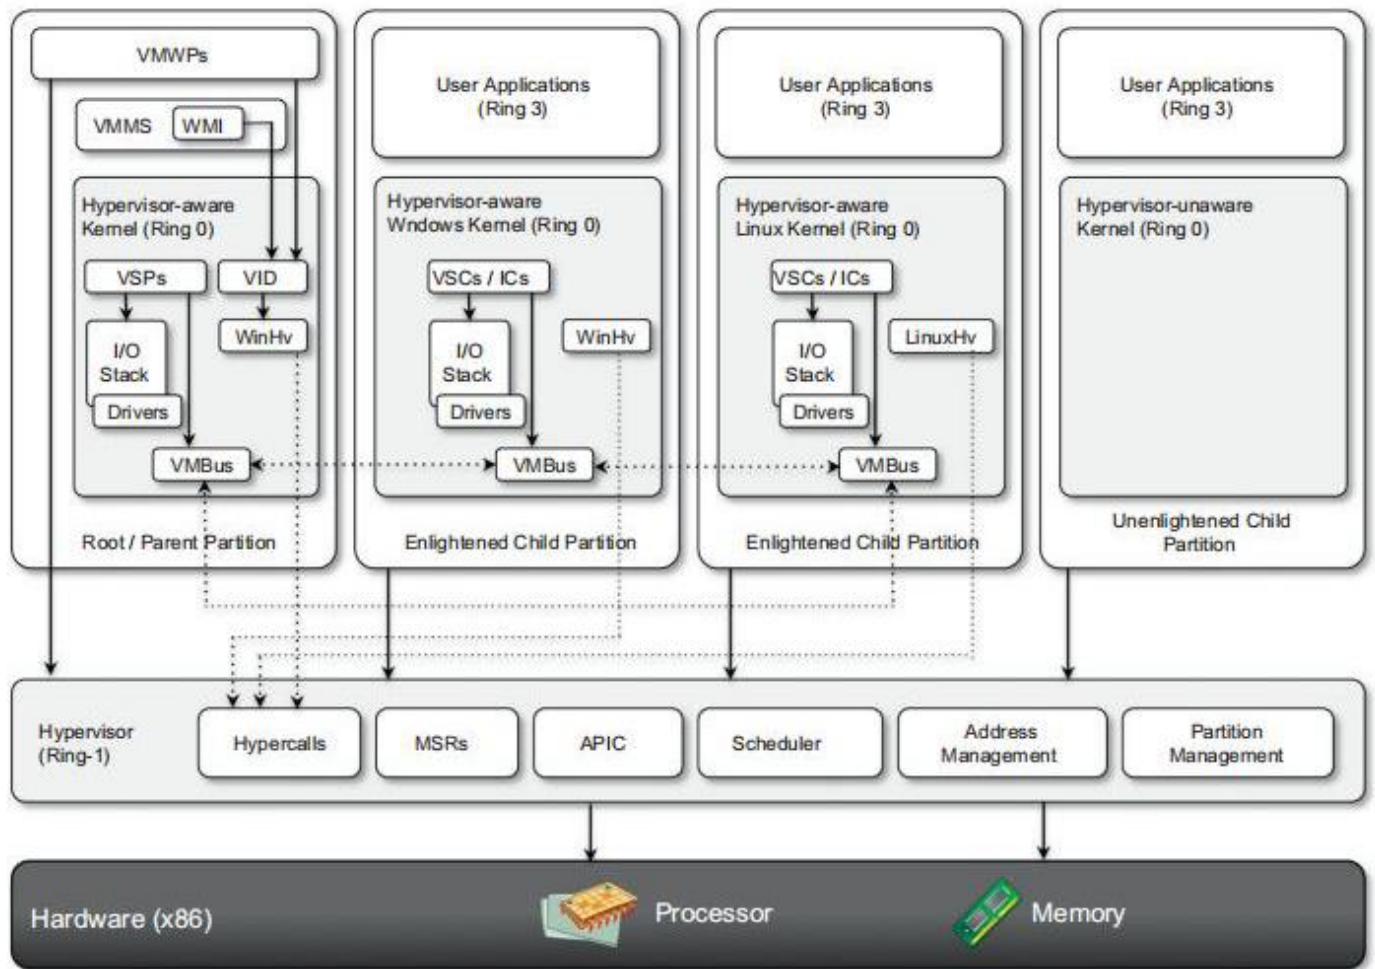 VMWPs
VMMS
WMI
Hypervisor-aware
Kernel (Ring 0)
VSPs
VID
I/O
Stack
WinHv
Drivers
VMBus
Root / Parent Partition
User Applications
(Ring 3)
Hypervisor-aware
Wndows Kernel (Ring 0)
VSCs / ICs
I/O
Stack
WinHv
Drivers
VMBus
Enlightened Child Partition
User Applications
(Ring 3)
Hypervisor-aware
Linux Kernel (Ring 0)
VSCs / ICs
I/O
Stack
LinuxHv
Drivers
VMBus
Enlightened Child Partition
User Applications
(Ring 3)
Hypervisor-unaware
Kernel (Ring 0)
Unenlightened Child
Partition
Hypervisor
(Ring-1)
Hypercalls
MSRs
APIC
Scheduler
Address
Management
Partition
Management
Hardware (x86)
Processor
Memory